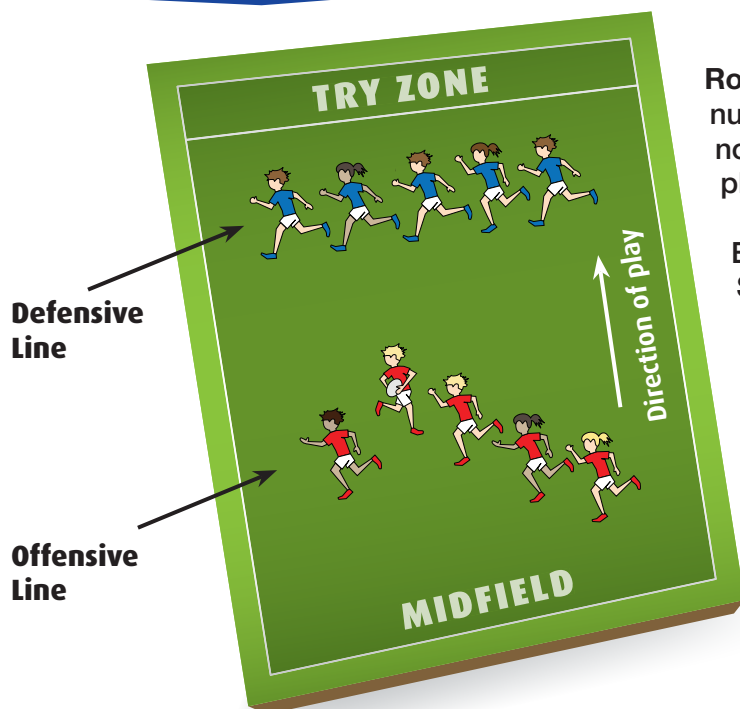 TRY ZONE
Direction of play
Defensive
Line
Offensive
Line
MIDFIELD